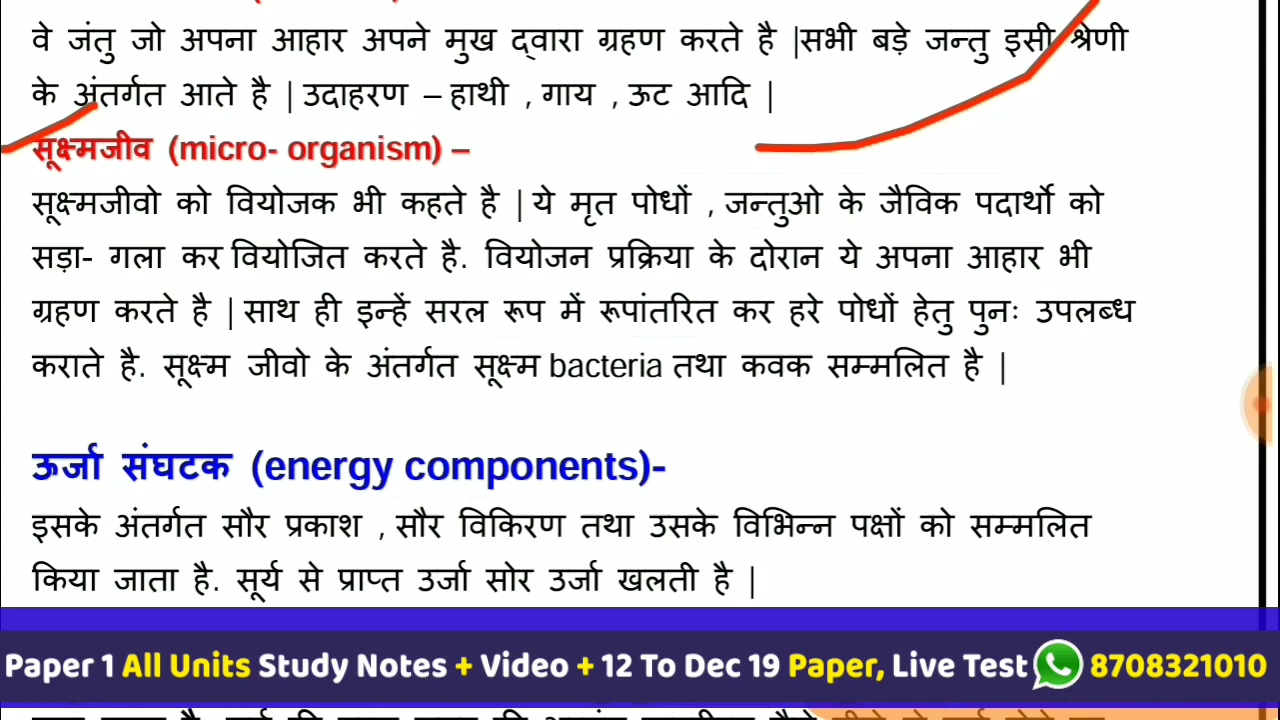 वे जंतु जो अपना आहार अपने मुख द्वारा ग्रहण करते है |सभी बड़े जन्तु इसी श्रेणी
के अंतर्गत आते है | उदाहरण – हाथी , गाय , ऊट आदि |
सूक्ष्मजीव (micro- organism) –
सूक्ष्मजीवो को वियोजक भी कहते है | ये मृत पोधों , जन्तुओ के जैविक पदार्थो को
सड़ा- गला कर वियोजित करते है. वियोजन प्रक्रिया के दोरान ये अपना आहार भी
ग्रहण करते है | साथ ही इन्हें सरल रूप में रूपांतरित कर हरे पोधों हेतु पुनः उपलब्ध
कराते है. सूक्ष्म जीवो के अंतर्गत सूक्ष्म bacteria तथा कवक सम्मलित है |
ऊर्जा संघटक (energy components)-
इसके अंतर्गत सौर प्रकाश , सौर विकिरण तथा उसके विभिन्न पक्षों को सम्मलित
किया जाता है. सूर्य से प्राप्त उर्जा सोर उर्जा खलती है |
Paper 1 All Units Study Notes + Video + 12 To Dec 19 Paper, Live Test 8708321010